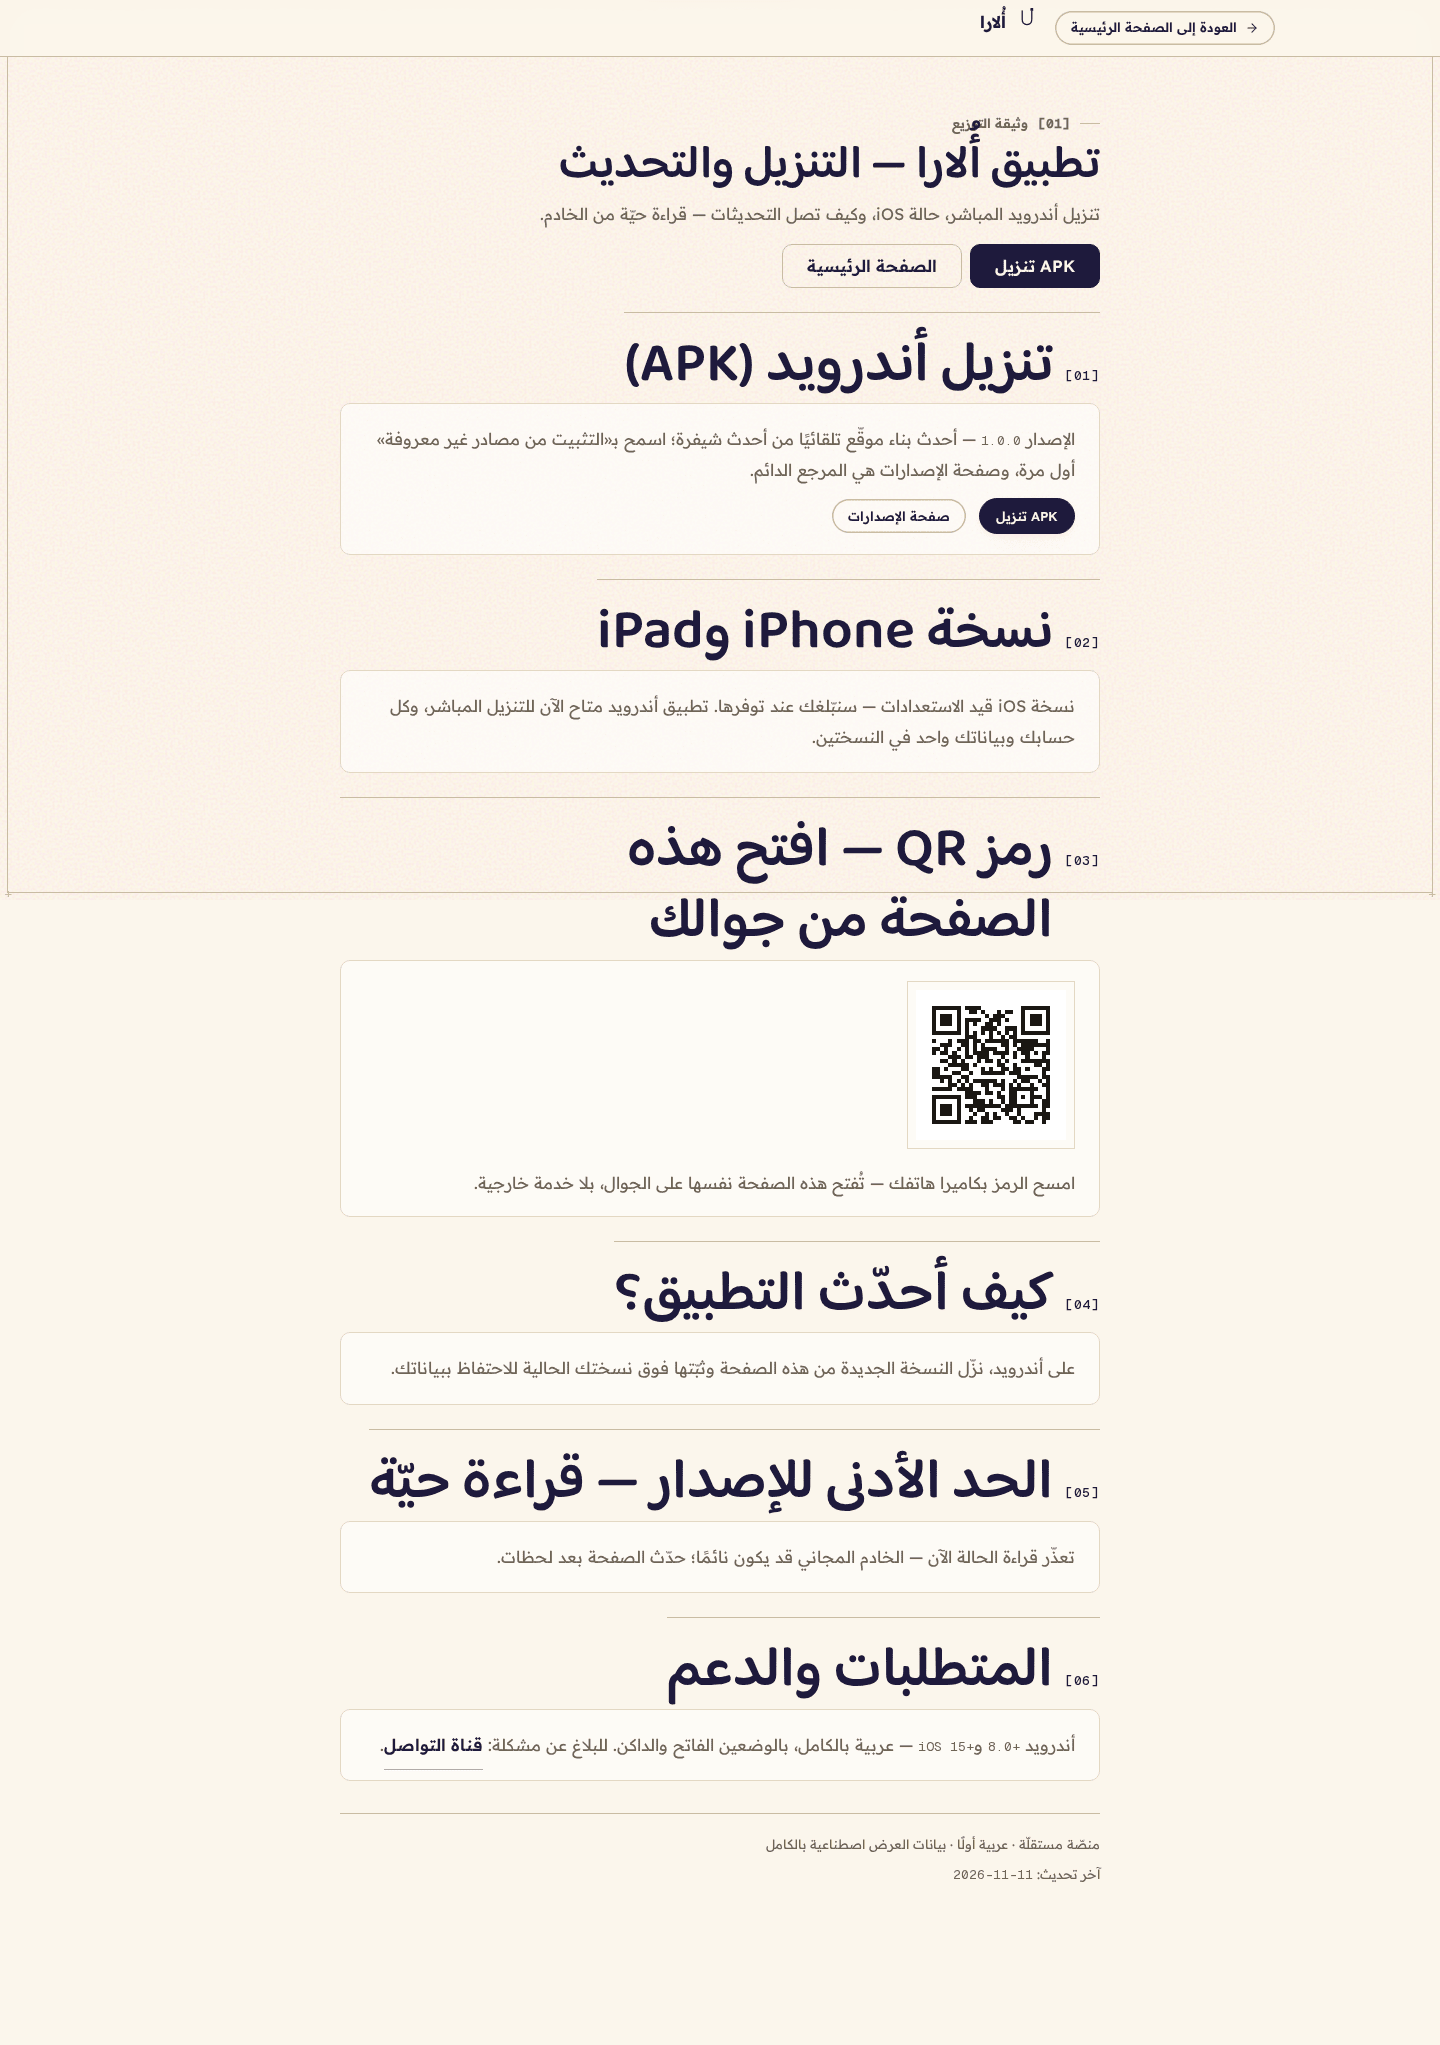 العودة إلى الصفحة الرئيسية
أُلارا
[01] وثيقة التوزيع
تطبيق أُلارا — التنزيل والتحديث
تنزيل أندرويد المباشر، حالة iOS، وكيف تصل التحديثات — قراءة حيّة من الخادم.
تنزيل APK
الصفحة الرئيسية
[01] تنزيل أندرويد (APK)
الإصدار 1.0.0 — أحدث بناء موقّع تلقائيًا من أحدث شيفرة؛ اسمح بـ«التثبيت من مصادر غير معروفة»
أول مرة، وصفحة الإصدارات هي المرجع الدائم.
تنزيل APK
صفحة الإصدارات
[02] نسخة iPhone وiPad
نسخة iOS قيد الاستعدادات — سنبّلغك عند توفرها. تطبيق أندرويد متاح الآن للتنزيل المباشر، وكل
حسابك وبياناتك واحد في النسختين.
[03] رمز QR — افتح هذه
الصفحة من جوالك
امسح الرمز بكاميرا هاتفك — تُفتح هذه الصفحة نفسها على الجوال، بلا خدمة خارجية.
[04] كيف أحدّث التطبيق؟
على أندرويد، نزّل النسخة الجديدة من هذه الصفحة وثبّتها فوق نسختك الحالية للاحتفاظ ببياناتك.
[05] الحد الأدنى للإصدار — قراءة حيّة
تعذّر قراءة الحالة الآن — الخادم المجاني قد يكون نائمًا؛ حدّث الصفحة بعد لحظات.
[06] المتطلبات والدعم
أندرويد 8.0+ وiOS 15+ — عربية بالكامل، بالوضعين الفاتح والداكن. للبلاغ عن مشكلة: قناة التواصل.
منصّة مستقلّة · عربية أولًا · بيانات العرض اصطناعية بالكامل
آخر تحديث: 2026-11-11